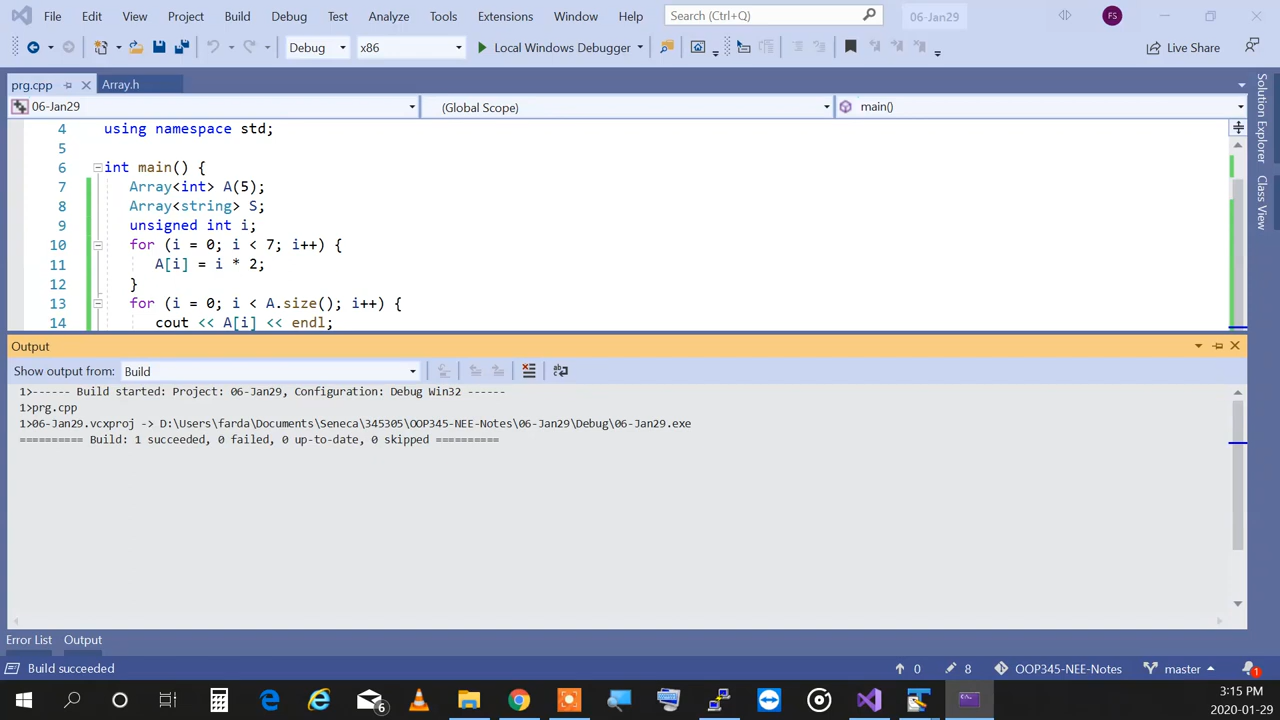 File Edit View Project Build Debug Test Analyze Tools Extensions Window Help Search (Ctrl+Q) 06-Jan29 FS
Debug x86 Local Windows Debugger Live Share
prg.cpp Array.h
06-Jan29 (Global Scope) main()
4 using namespace std;
5
6 int main() {
7 Array<int> A(5);
8 Array<string> S;
9 unsigned int i;
10 for (i = 0; i < 7; i++) {
11 A[i] = i * 2;
12 }
13 for (i = 0; i < A.size(); i++) {
14 cout << A[i] << endl;
Solution Explorer
Class View
Output
Show output from: Build
1>------ Build started: Project: 06-Jan29, Configuration: Debug Win32 ------
1>prg.cpp
1>06-Jan29.vcxproj -> D:\Users\farda\Documents\Seneca\345305\OOP345-NEE-Notes\06-Jan29\Debug\06-Jan29.exe
========== Build: 1 succeeded, 0 failed, 0 up-to-date, 0 skipped ==========
Error List Output
Build succeeded 0 8 OOP345-NEE-Notes master 1
6
3:15 PM
2020-01-29